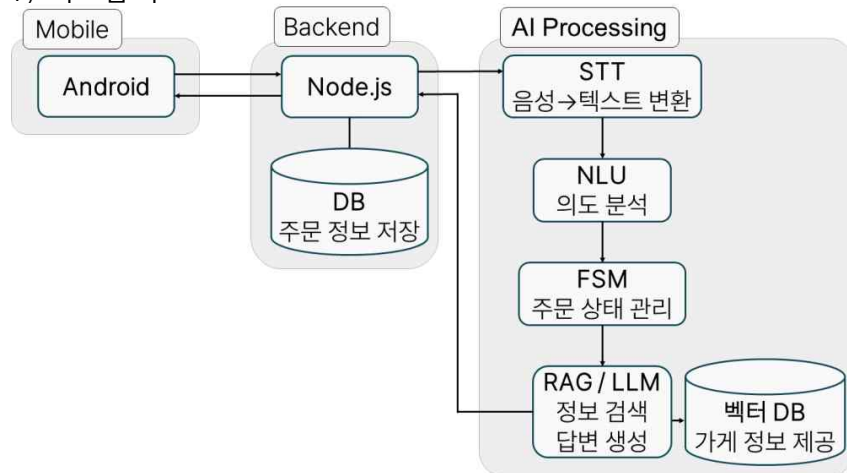 Mobile
Android
Backend
Node.js
DB
주문 정보 저장
AI Processing
STT
음성→텍스트 변환
NLU
의도 분석
FSM
주문 상태 관리
RAG / LLM
정보 검색
답변 생성
벡터 DB
가게 정보 제공